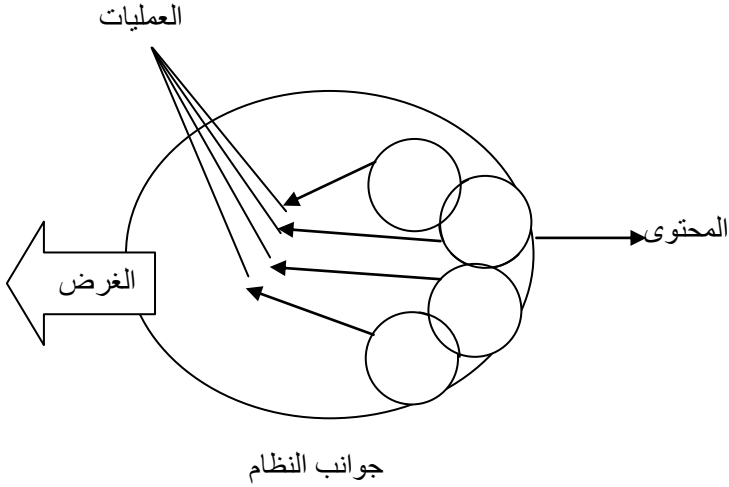 العمليات
المحتوى
الغرض
جوانب النظام